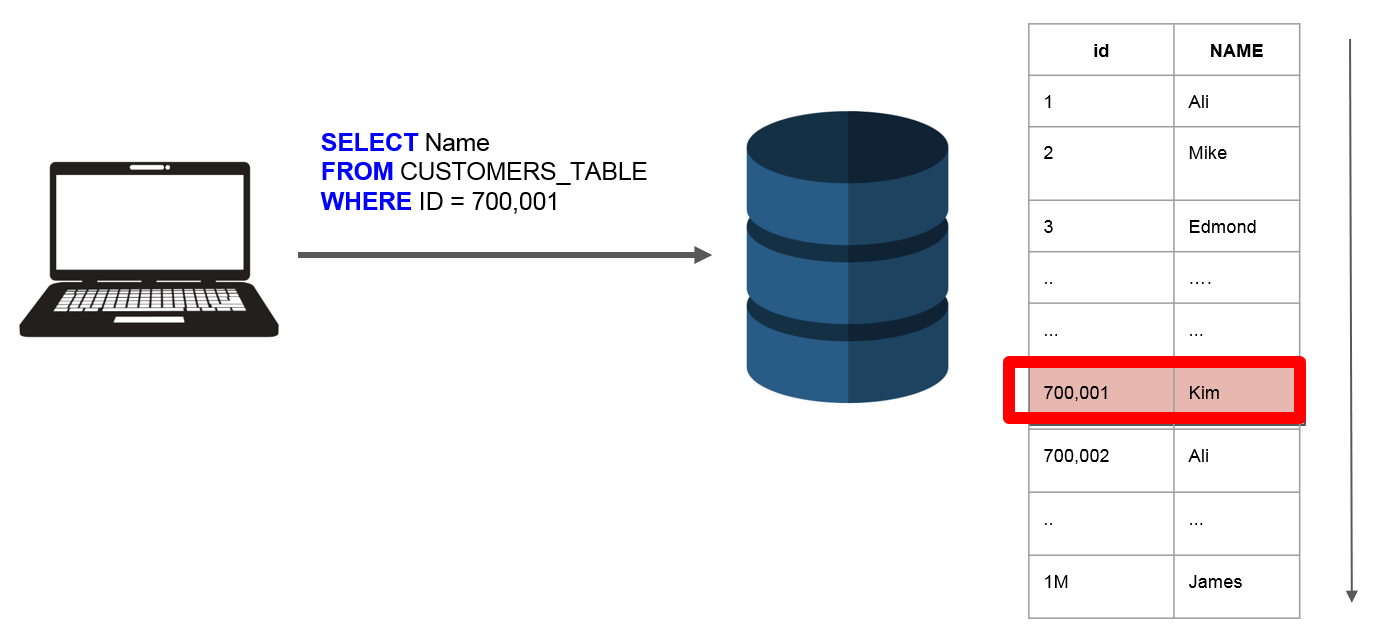 SELECT Name
FROM CUSTOMERS_TABLE
WHERE ID = 700,001
id NAME
1 Ali
2 Mike
3 Edmond
.. ....
... ...
700,001 Kim
700,002 Ali
.. ...
1M James